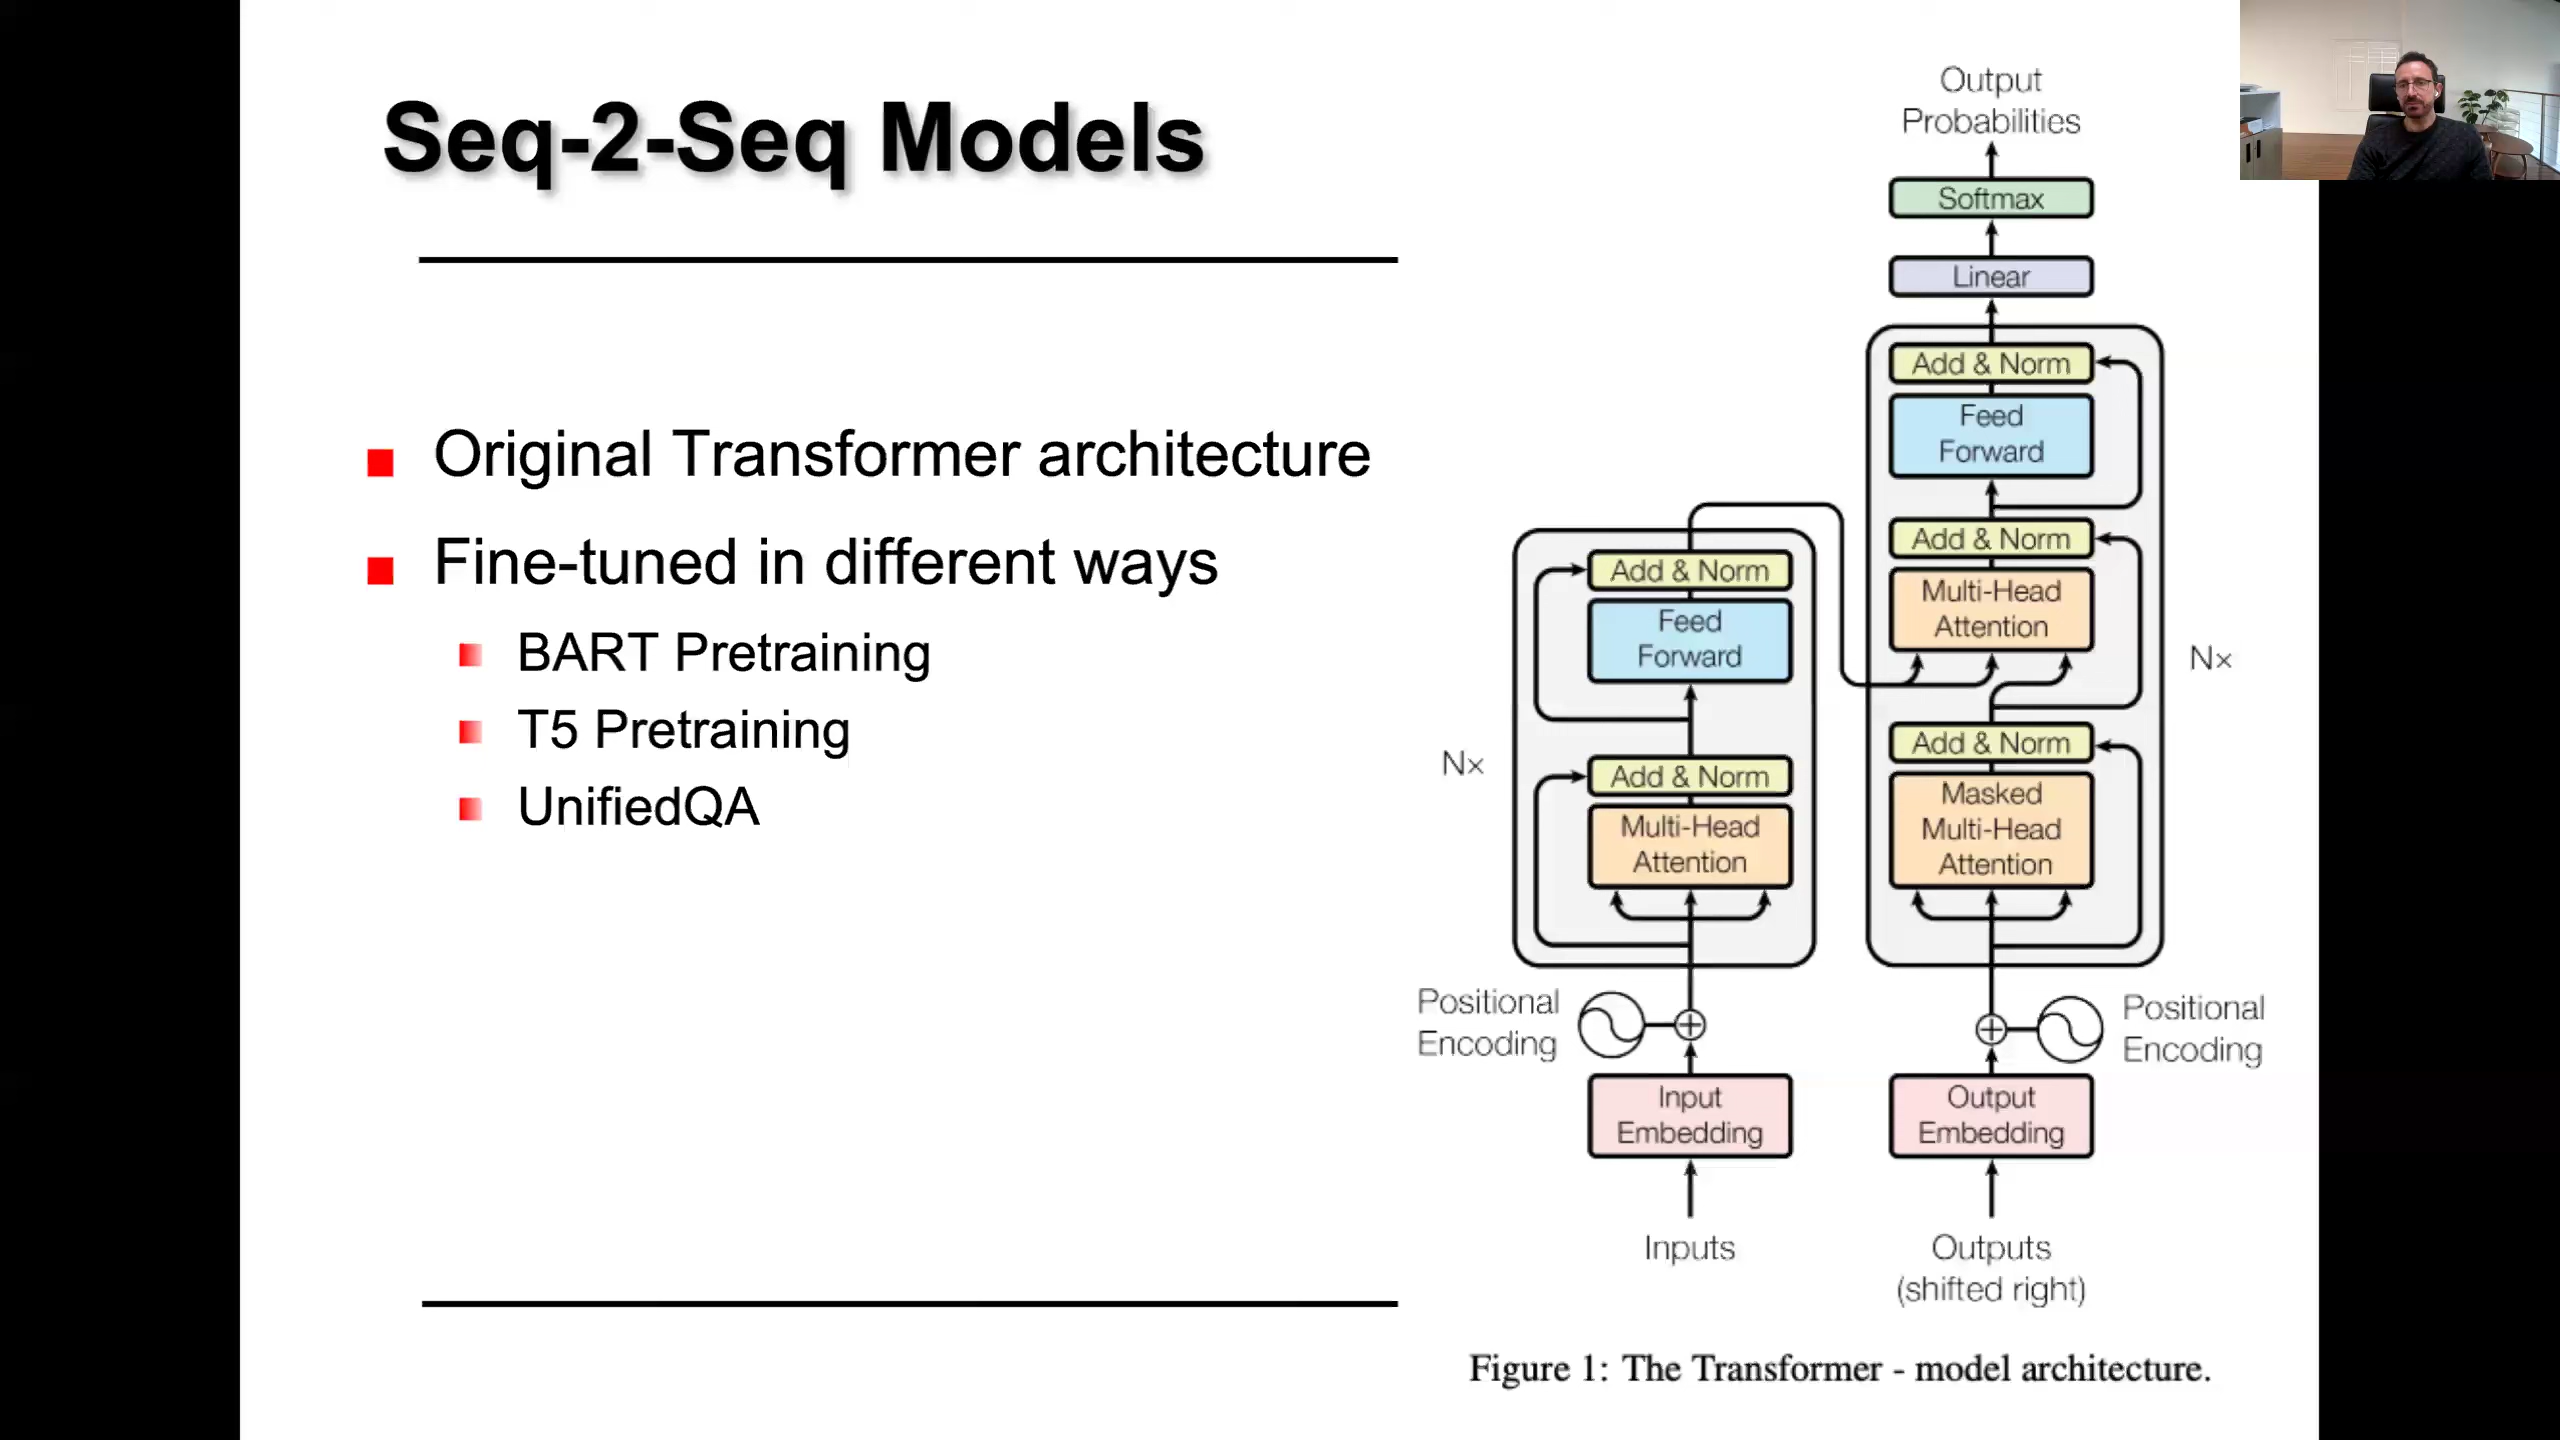 Seq-2-Seq Models
Original Transformer architecture
Fine-tuned in different ways
BART Pretraining
T5 Pretraining
UnifiedQA
Output
Probabilities
Softmax
Linear
Add & Norm
Feed
Forward
Add & Norm
Multi-Head
Attention
Nx
Add & Norm
Masked
Multi-Head
Attention
Add & Norm
Feed
Forward
Nx
Add & Norm
Multi-Head
Attention
Positional
Encoding
Positional
Encoding
Input
Embedding
Output
Embedding
Inputs
Outputs
(shifted right)
Figure 1: The Transformer - model architecture.